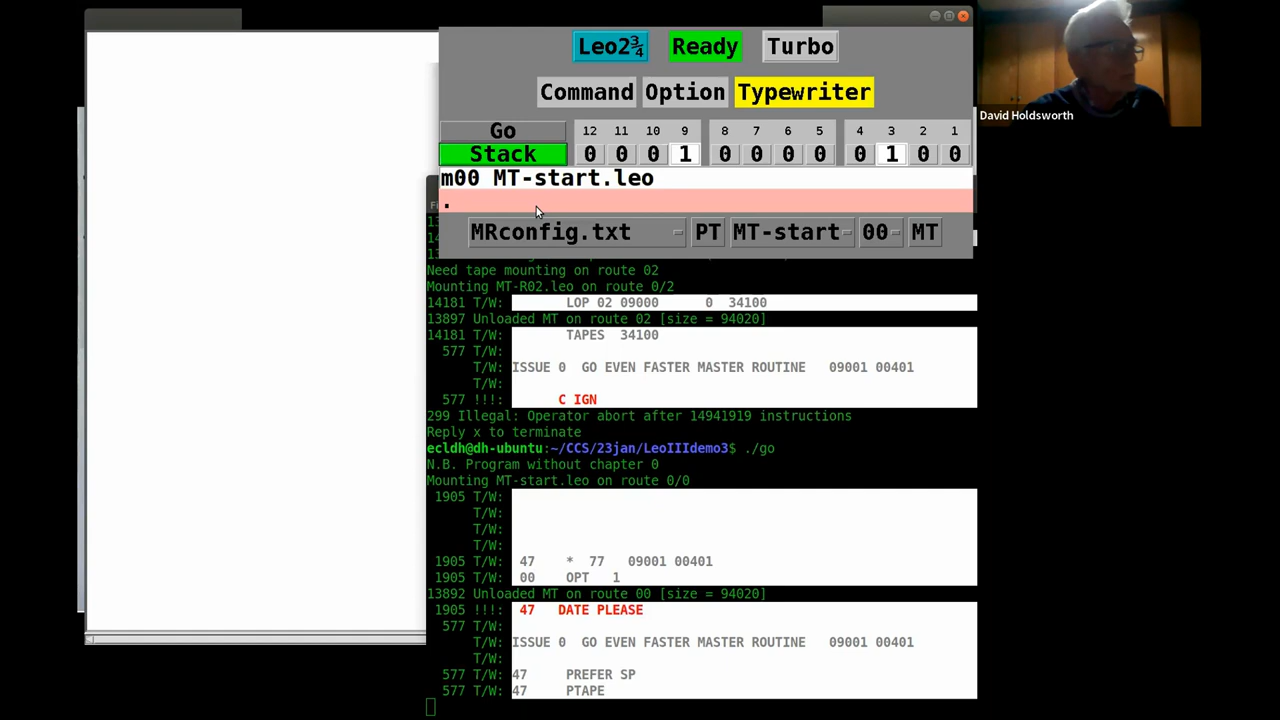 Leo2¾ Ready Turbo
Command Option Typewriter
Go 12 11 10 9 8 7 6 5 4 3 2 1
Stack 0 0 0 1 0 0 0 0 0 1 0 0
m00 MT-start.leo
.
MRconfig.txt PT MT-start 00 MT
Need tape mounting on route 02
Mounting MT-R02.leo on route 0/2
14181 T/W: LOP 02 09000 0 34100
13897 Unloaded MT on route 02 [size = 94020]
14181 T/W: TAPES 34100
577 T/W:
T/W: ISSUE 0 GO EVEN FASTER MASTER ROUTINE 09001 00401
T/W:
577 !!!: C IGN
299 Illegal: Operator abort after 14941919 instructions
Reply x to terminate
ecldh@dh-ubuntu:~/CCS/23jan/LeoIIIdemo3$ ./go
N.B. Program without chapter 0
Mounting MT-start.leo on route 0/0
1905 T/W:
T/W:
T/W:
T/W:
1905 T/W: 47 * 77 09001 00401
1905 T/W: 00 OPT 1
13892 Unloaded MT on route 00 [size = 94020]
1905 !!!: 47 DATE PLEASE
577 T/W:
T/W: ISSUE 0 GO EVEN FASTER MASTER ROUTINE 09001 00401
T/W:
577 T/W: 47 PREFER SP
577 T/W: 47 PTAPE
David Holdsworth